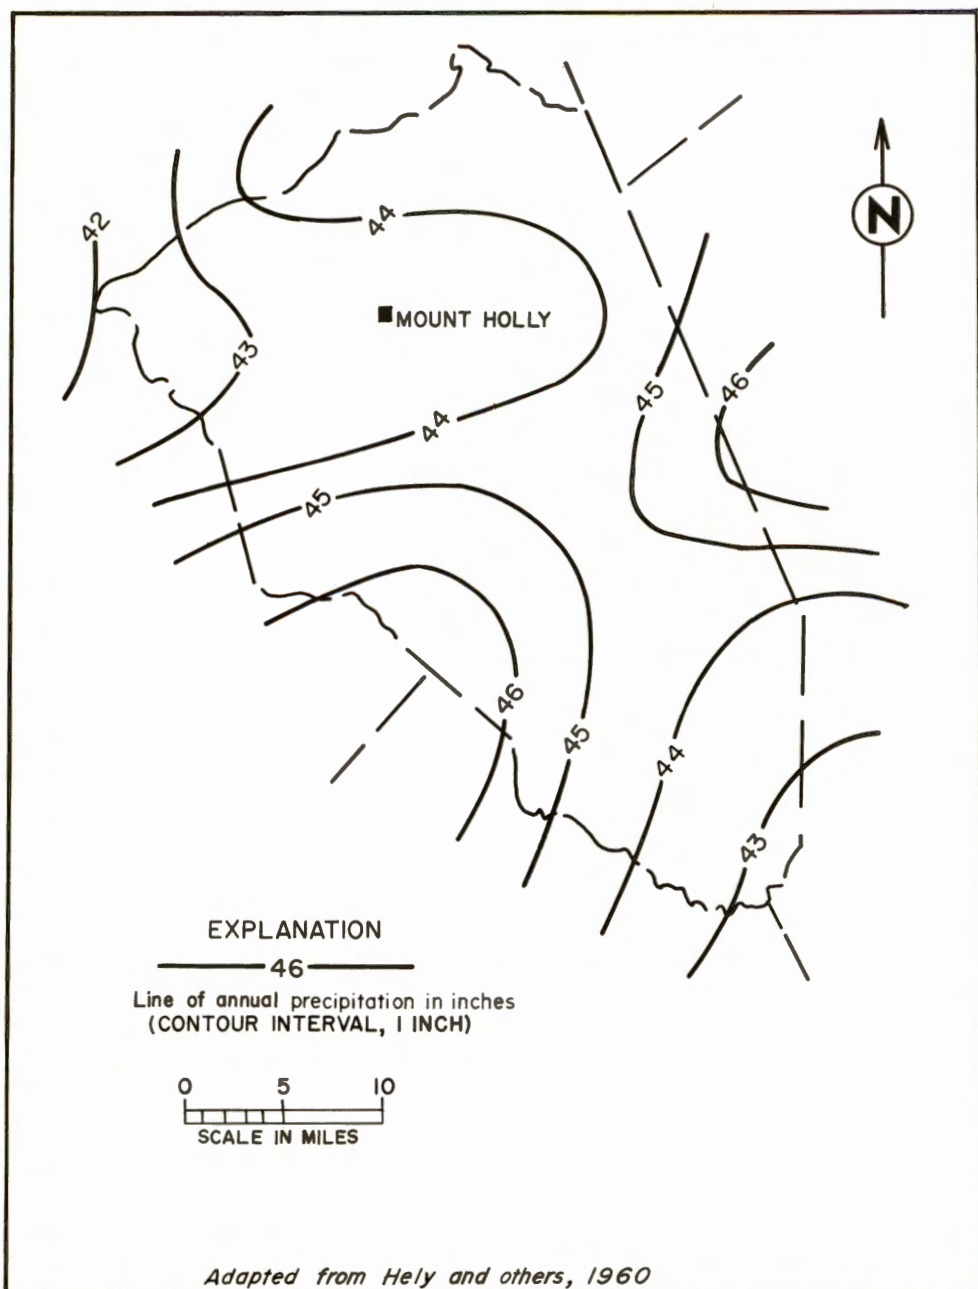 44
42
N
MOUNT HOLLY
43
46
45
44
45
46
45
44
43
EXPLANATION
46
Line of annual precipitation in inches
(CONTOUR INTERVAL, 1 INCH)
0 5 10
SCALE IN MILES
Adapted from Hely and others, 1960